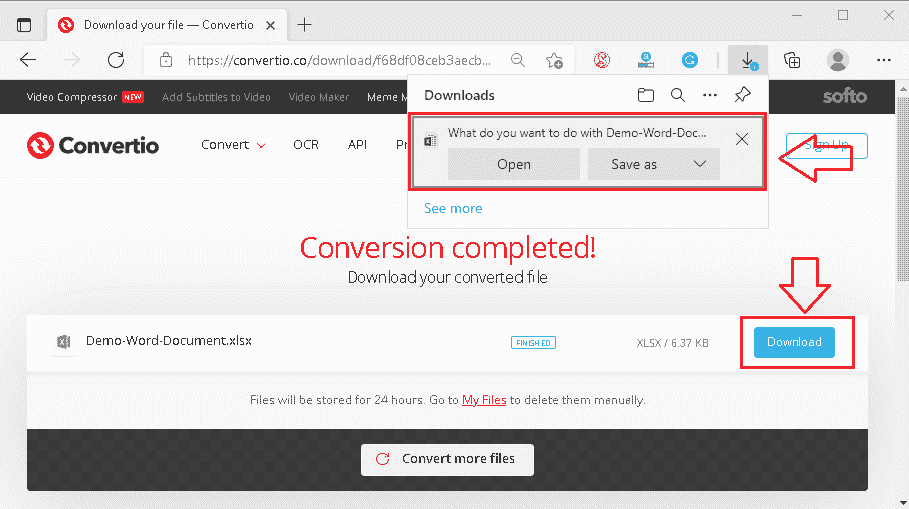 Download your file — Convertio
https://convertio.co/download/f68df08ceb3aecb...
Downloads
Video Compressor NEW Add Subtitles to Video Video Maker Meme M
softo
What do you want to do with Demo-Word-Doc...
Open Save as
See more
Convertio
Convert OCR API Pr
Sign Up
Conversion completed!
Download your converted file
Demo-Word-Document.xlsx FINISHED XLSX / 6.37 KB Download
Files will be stored for 24 hours. Go to My Files to delete them manually.
Convert more files